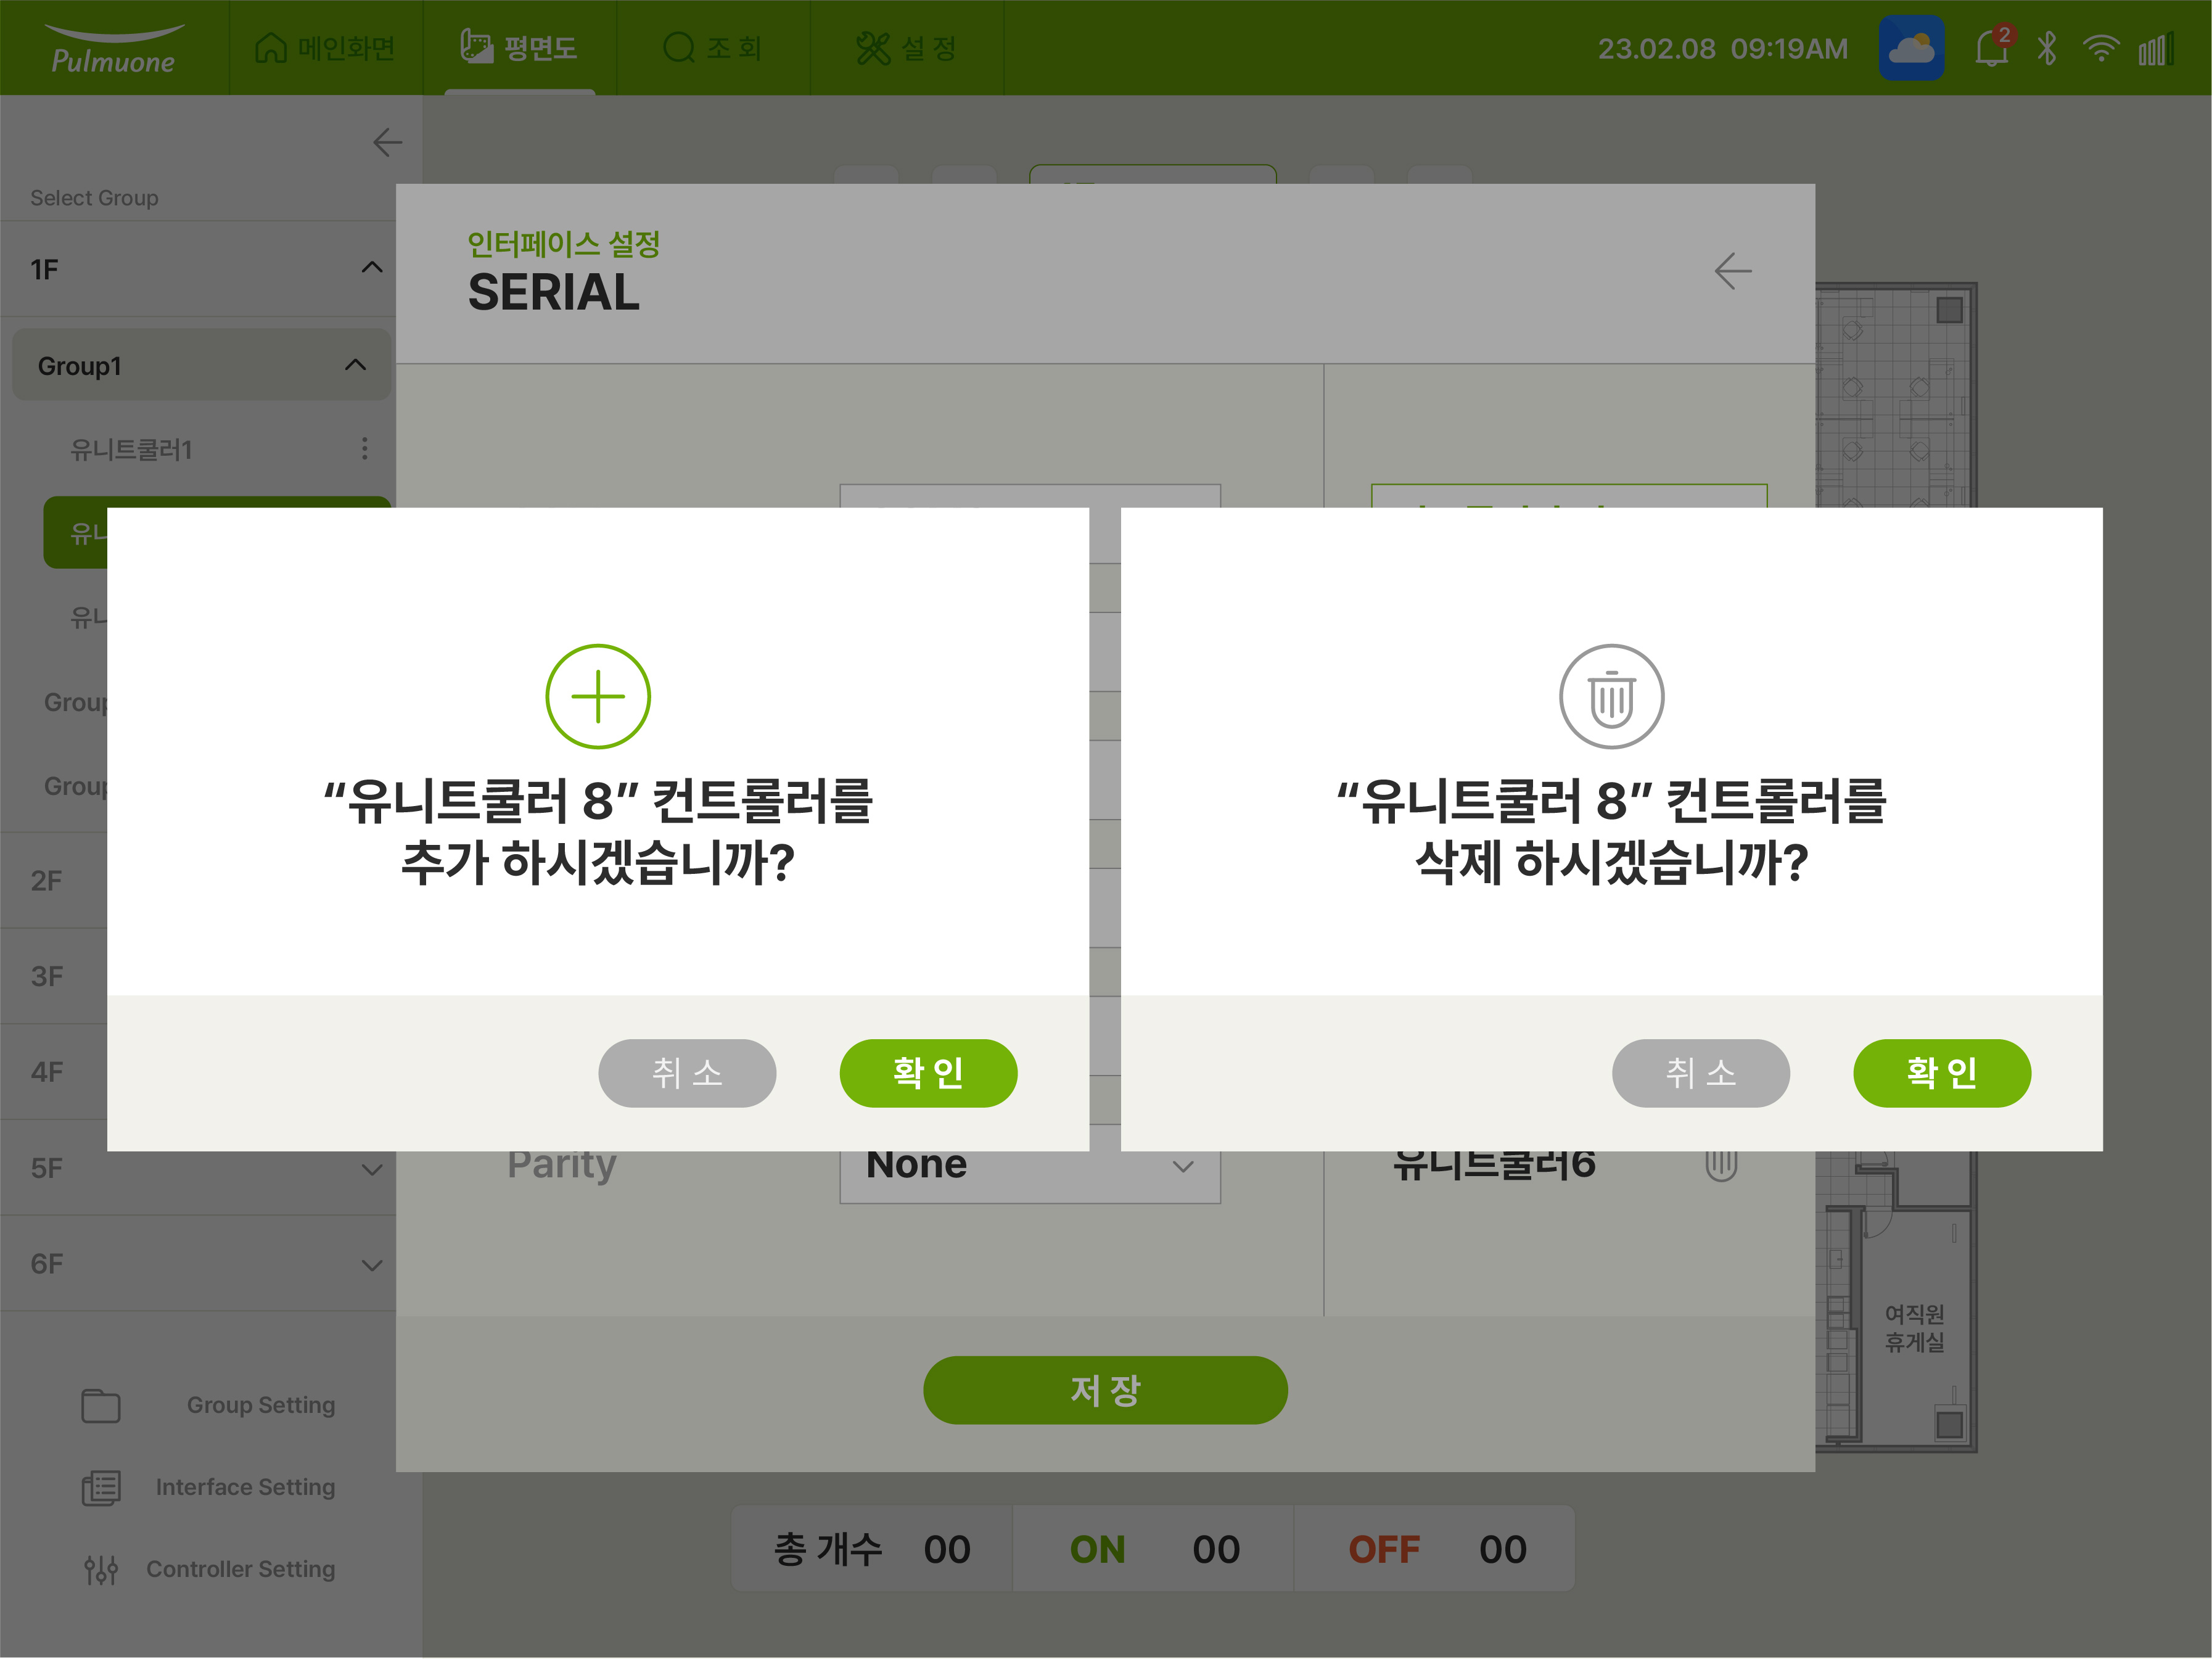 Pulmuone
메인화면
평면도
조회
설정
23.02.08 09:19AM
2
Select Group
1F
Group1
유니트쿨러1
2F
3F
4F
5F
6F
Group Setting
Interface Setting
Controller Setting
인터페이스 설정
SERIAL
“유니트쿨러 8” 컨트롤러를
추가 하시겠습니까?
취소
확인
“유니트쿨러 8” 컨트롤러를
삭제 하시겠습니까?
취소
확인
Parity
None
유니트쿨러6
저장
여직원
휴게실
총 개수 00
ON 00
OFF 00